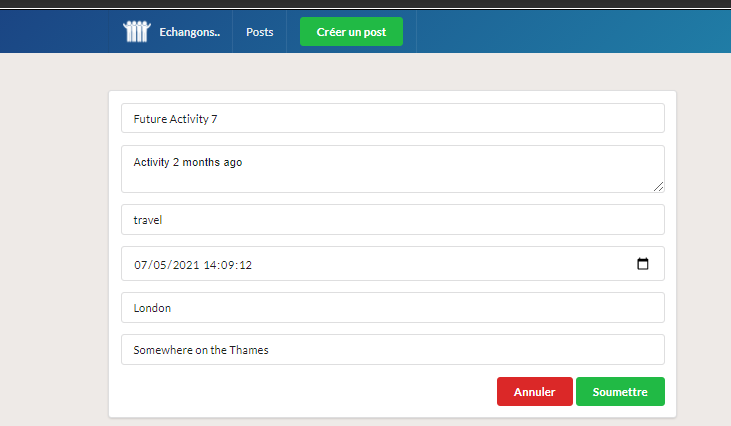 Echangons.. Posts Créer un post
Future Activity 7
Activity 2 months ago
travel
07/05/2021 14:09:12
London
Somewhere on the Thames
Annuler Soumettre